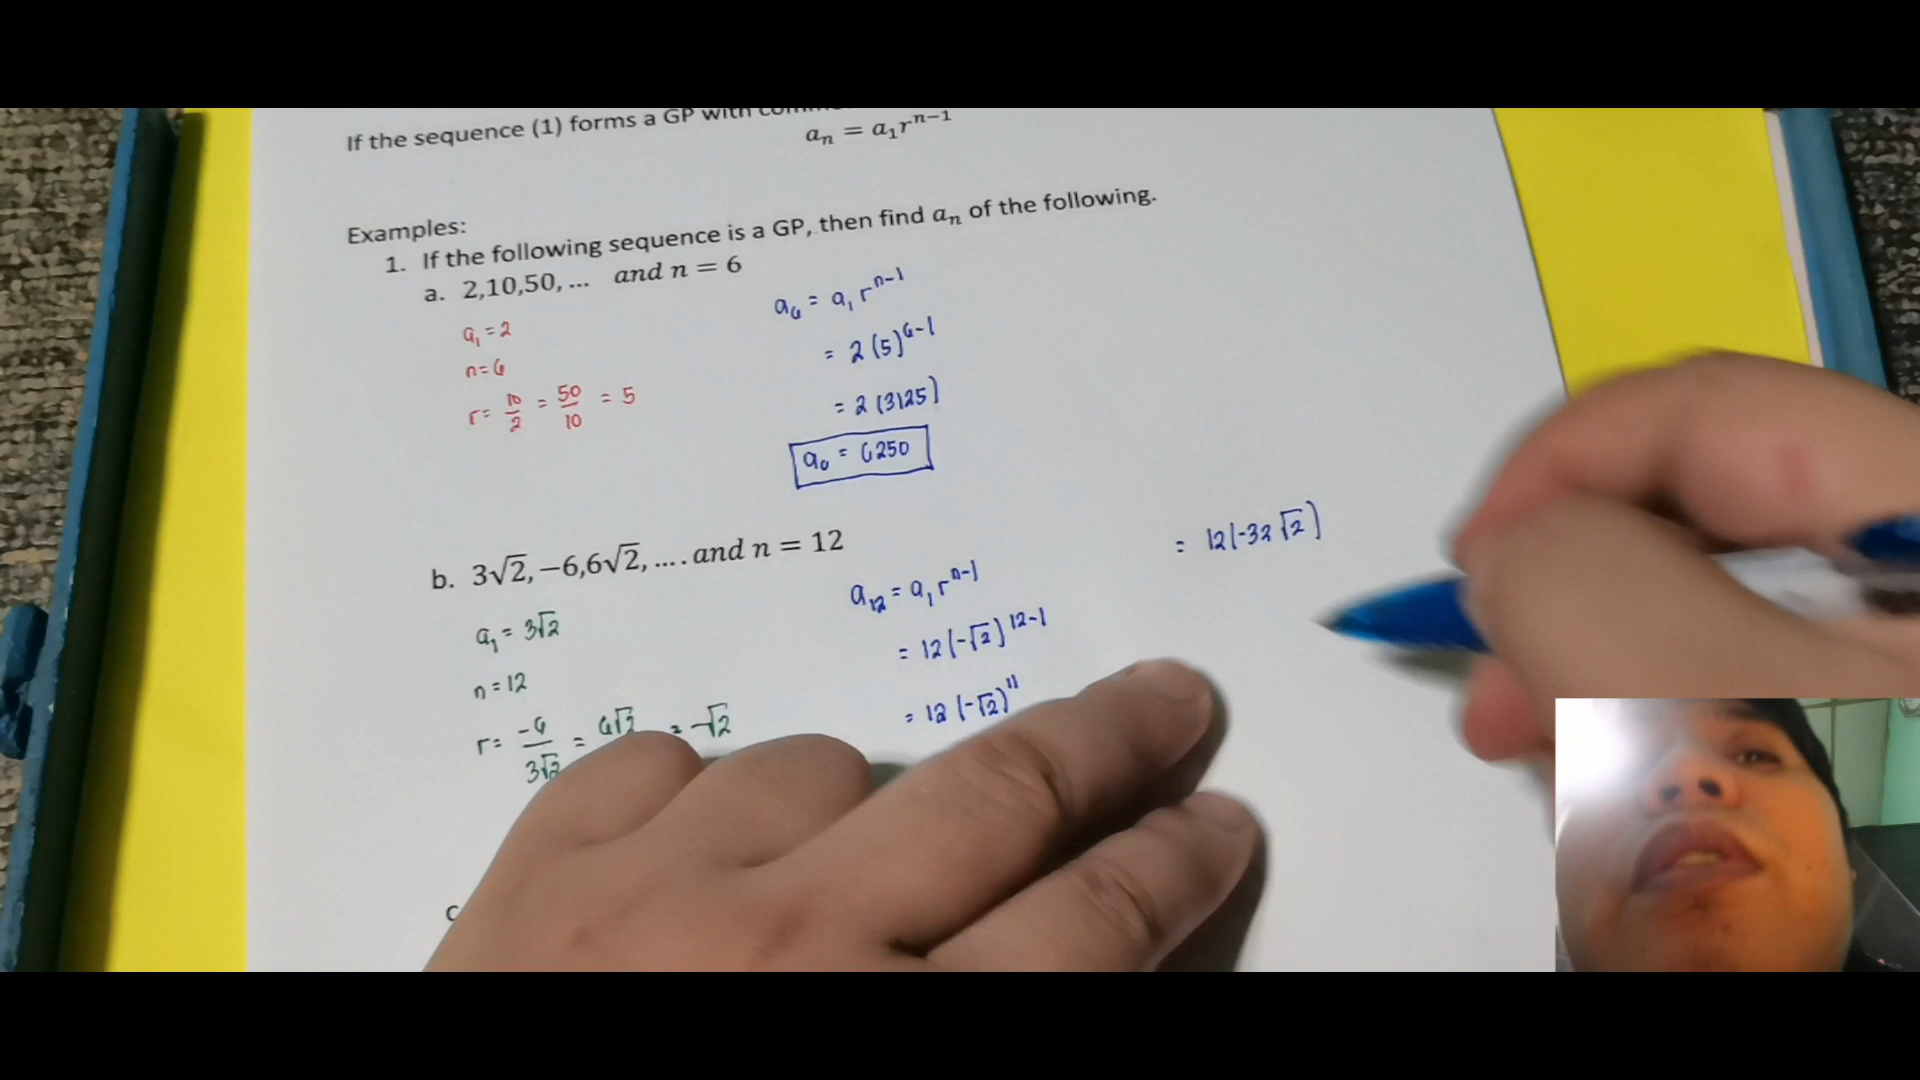 If the sequence (1) forms a GP with
aₙ = a₁rⁿ⁻¹
Examples:
1. If the following sequence is a GP, then find aₙ of the following.
a. 2,10,50, ... and n = 6
a₁ = 2
n = 6
r = 10/2 = 50/10 = 5
a₆ = a₁ rⁿ⁻¹
= 2 (5)⁶⁻¹
= 2 (3125)
a₆ = 6250
b. 3√2, −6,6√2, .... and n = 12
a₁ = 3√2
n = 12
r = -6/3√2 = 6√2 = -√2
a₁₂ = a₁ rⁿ⁻¹
= 12 (-√2)¹²⁻¹
= 12 (-√2)¹¹
= 12 (-32 √2)
c